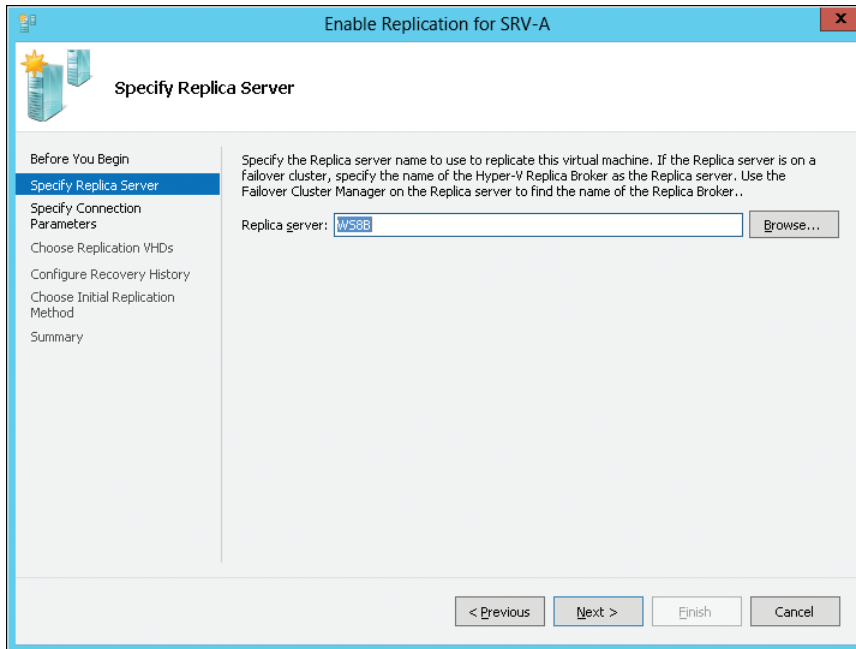 Enable Replication for SRV-A
x
Specify Replica Server
Before You Begin
Specify Replica Server
Specify Connection
Parameters
Choose Replication VHDs
Configure Recovery History
Choose Initial Replication
Method
Summary
Specify the Replica server name to use to replicate this virtual machine. If the Replica server is on a
failover cluster, specify the name of the Hyper-V Replica Broker as the Replica server. Use the
Failover Cluster Manager on the Replica server to find the name of the Replica Broker..
Replica server: WS8B Browse...
< Previous Next > Finish Cancel